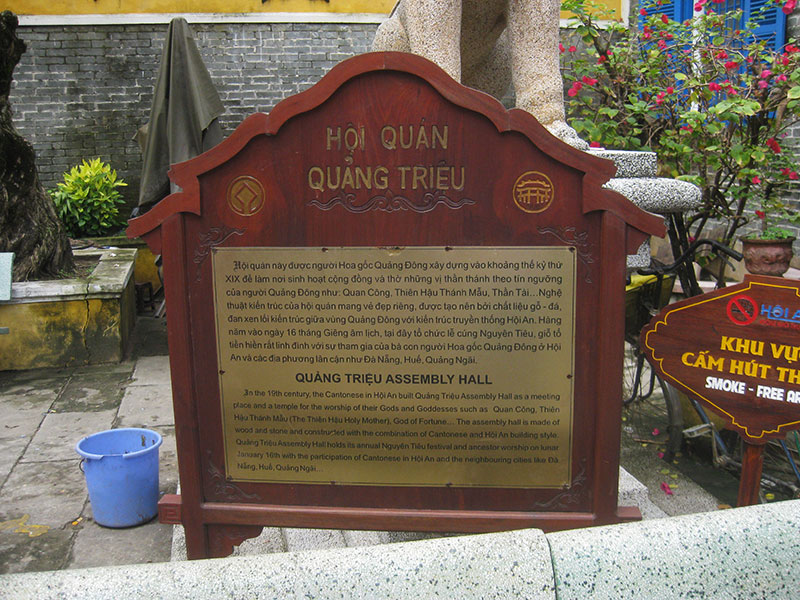 HỘI QUÁN
QUẢNG TRIỆU
Hội quán này được người Hoa gốc Quảng Đông xây dựng vào khoảng thế kỷ thứ
XIX để làm nơi sinh hoạt cộng đồng và thờ những vị thần thánh theo tín ngưỡng
của người Quảng Đông như: Quan Công, Thiên Hậu Thánh Mẫu, Thần Tài...Nghệ
thuật kiến trúc của hội quán mang vẻ đẹp riêng, được tạo nên bởi chất liệu gỗ - đá,
đan xen lối kiến trúc giữa vùng Quảng Đông với kiến trúc truyền thống Hội An. Hàng
năm vào ngày 16 tháng Giêng âm lịch, tại đây tổ chức lễ cúng Nguyên Tiêu, giỗ tổ
tiên hiền rất linh đình với sự tham gia của bà con người Hoa gốc Quảng Đông ở Hội
An và các địa phương lân cận như Đà Nẵng, Huế, Quảng Ngãi.
QUẢNG TRIỆU ASSEMBLY HALL
In the 19th century, the Cantonese in Hội An built Quảng Triệu Assembly Hall as a meeting
place and a temple for the worship of their Gods and Goddesses such as Quan Công, Thiên
Hậu Thánh Mẫu (The Thiên Hậu Holy Mother), God of Fortune.... The assembly hall is made of
wood and stone and constructed with the combination of Cantonese and Hội An building style.
Quảng Triệu Assembly Hall holds its annual Nguyên Tiêu festival and ancestor worship on lunar
January 16th with the participation of Cantonese in Hội An and the neighbouring cities like Đà
Nẵng, Huế, Quảng Ngãi...
HỘI A
KHU VỰ
CẤM HÚT TH
SMOKE - FREE AR